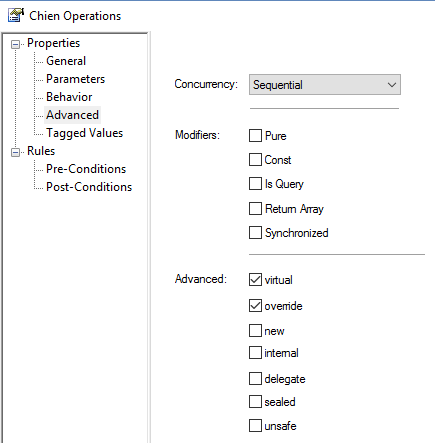 Chien Operations
Properties
General
Parameters
Behavior
Advanced
Tagged Values
Rules
Pre-Conditions
Post-Conditions
Concurrency: Sequential
Modifiers: Pure
Const
Is Query
Return Array
Synchronized
Advanced: virtual
override
new
internal
delegate
sealed
unsafe